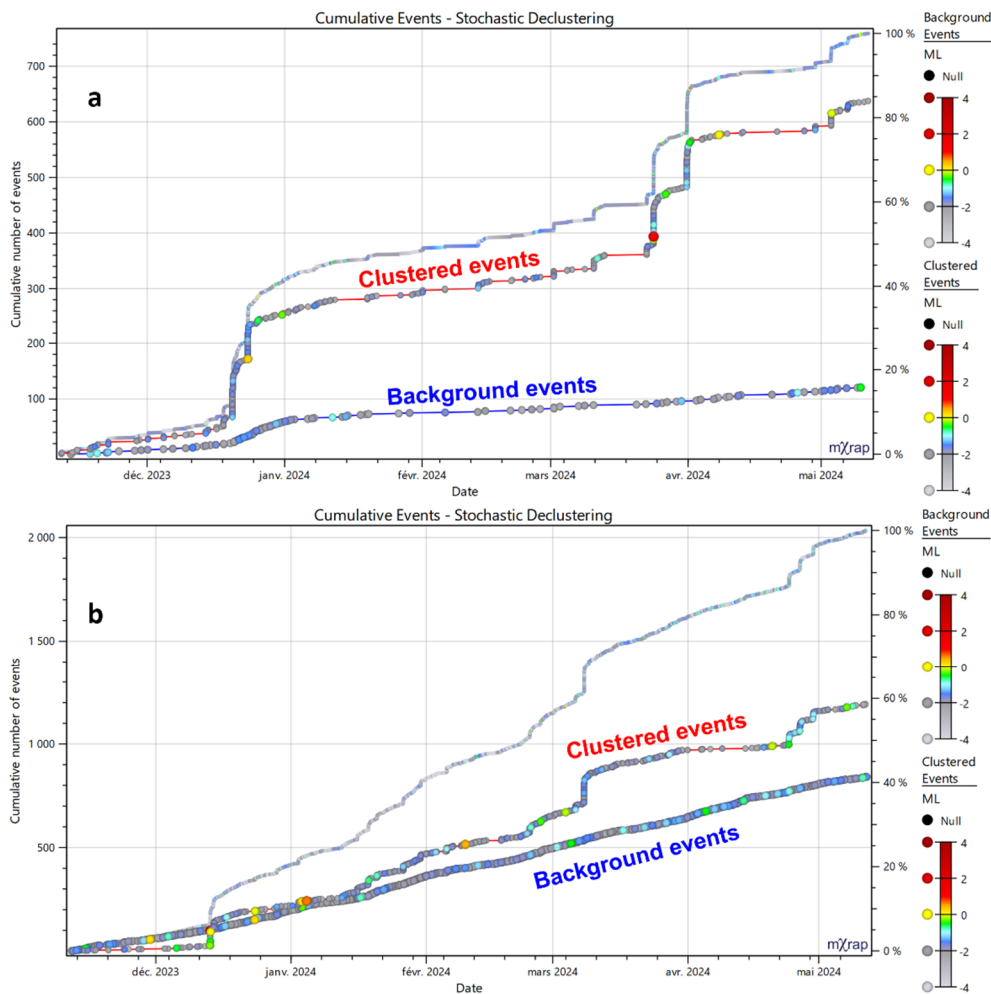 Cumulative Events - Stochastic Declustering
a
Cumulative number of events
700
600
500
400
300
200
100
100 %
80 %
60 %
40 %
20 %
0 %
Clustered events
Background events
mχrap
déc. 2023
janv. 2024
févr. 2024
mars 2024
avr. 2024
mai 2024
Date
Background
Events
ML
Null
4
2
0
-2
-4
Clustered
Events
ML
Null
4
2
0
-2
-4
Cumulative Events - Stochastic Declustering
b
Cumulative number of events
2 000
1 500
1 000
500
100 %
80 %
60 %
40 %
20 %
0 %
Clustered events
Background events
mχrap
déc. 2023
janv. 2024
févr. 2024
mars 2024
avr. 2024
mai 2024
Date
Background
Events
ML
Null
4
2
0
-2
-4
Clustered
Events
ML
Null
4
2
0
-2
-4